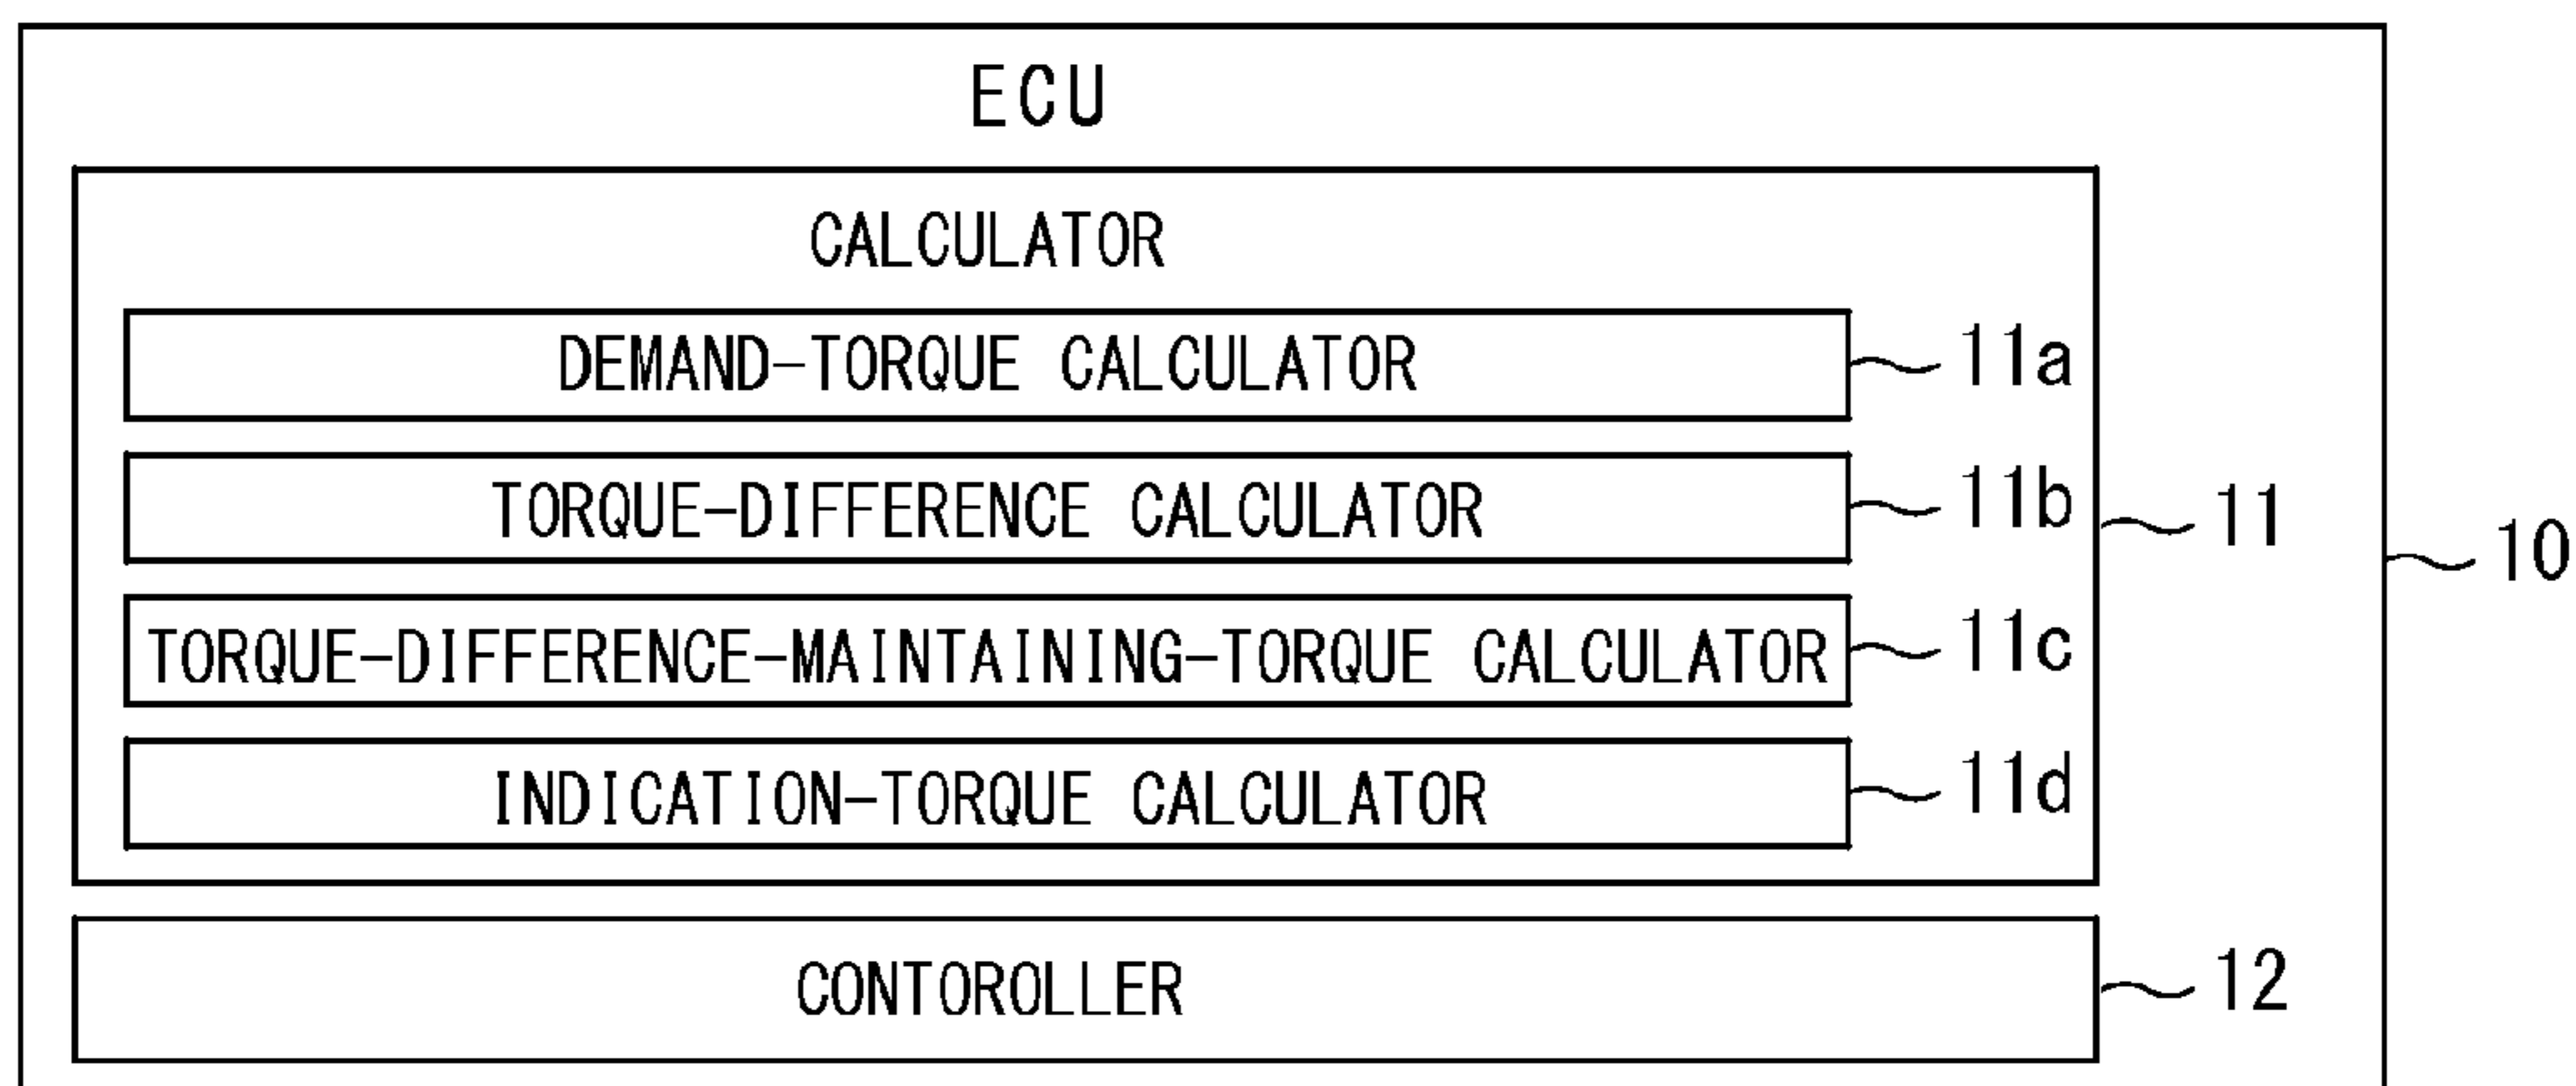 ECU
CALCULATOR
DEMAND-TORQUE CALCULATOR 11a
TORQUE-DIFFERENCE CALCULATOR 11b
11
10
TORQUE-DIFFERENCE-MAINTAINING-TORQUE CALCULATOR 11c
INDICATION-TORQUE CALCULATOR 11d
CONTOROLLER 12